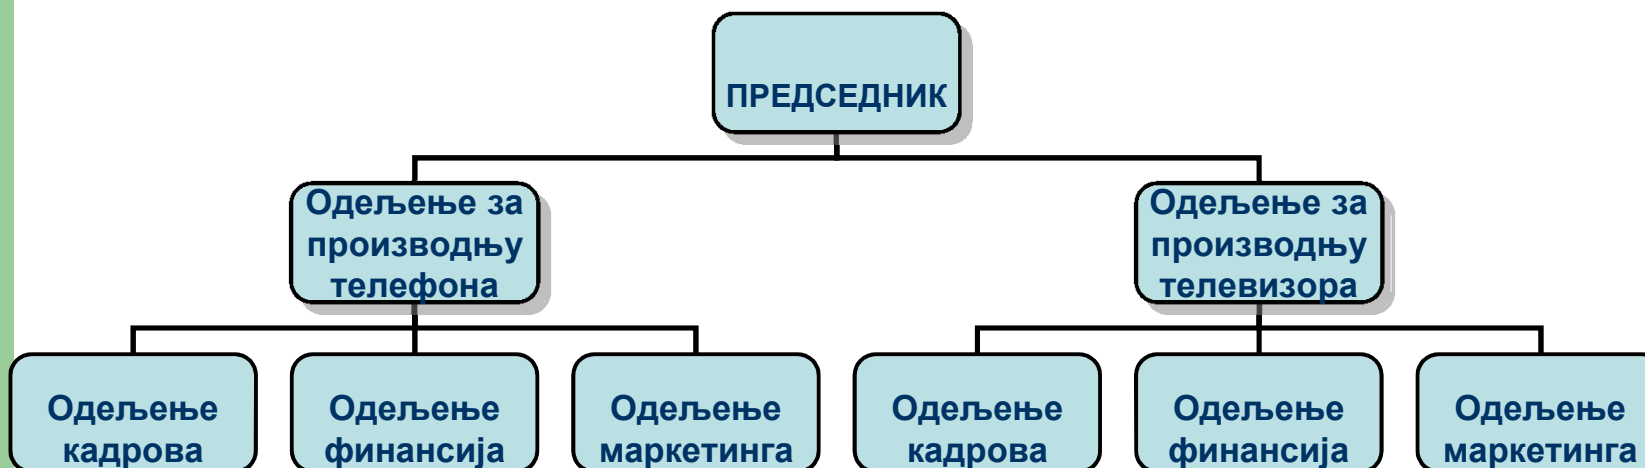 ПРЕДСЕДНИК
Одељење за
производњу
телефона
Одељење за
производњу
телевизора
Одељење
кадрова
Одељење
финансија
Одељење
маркетинга
Одељење
кадрова
Одељење
финансија
Одељење
маркетинга